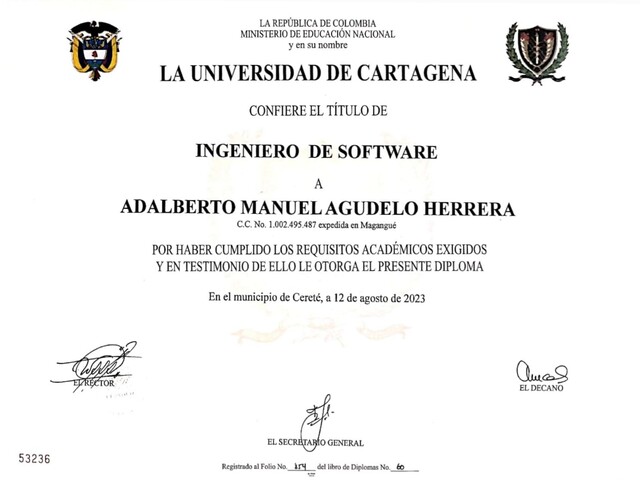 LA REPÚBLICA DE COLOMBIA
MINISTERIO DE EDUCACIÓN NACIONAL
y en su nombre
LA UNIVERSIDAD DE CARTAGENA
CONFIERE EL TÍTULO DE
INGENIERO DE SOFTWARE
A
ADALBERTO MANUEL AGUDELO HERRERA
C.C. No. 1.002.495.487 expedida en Magangué
POR HABER CUMPLIDO LOS REQUISITOS ACADÉMICOS EXIGIDOS
Y EN TESTIMONIO DE ELLO LE OTORGA EL PRESENTE DIPLOMA
En el municipio de Cereté, a 12 de agosto de 2023
EL RECTOR
EL DECANO
EL SECRETARIO GENERAL
53236
Registrado al Folio No. del libro de Diplomas No. 60